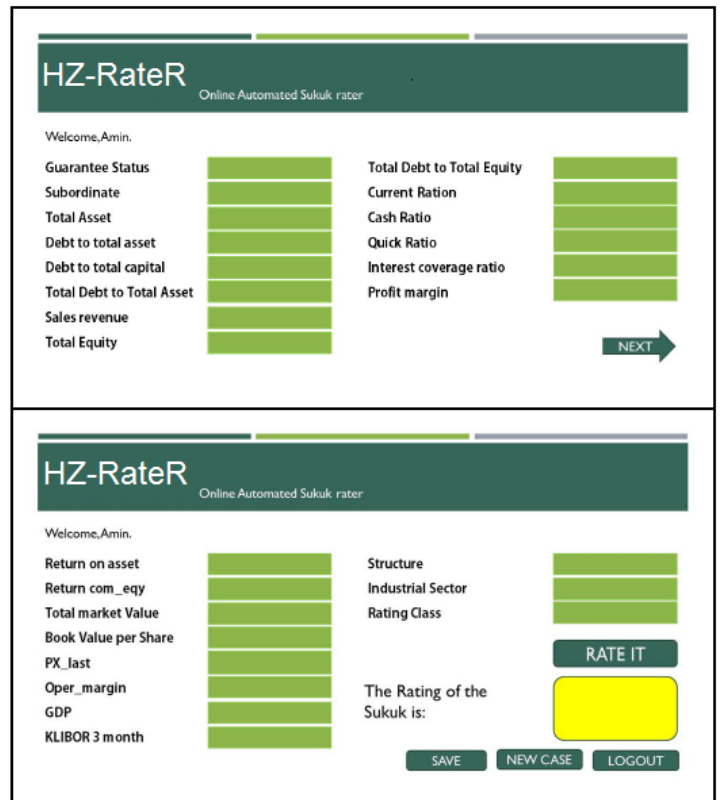 HZ-RateR
Online Automated Sukuk rater
Welcome,Amin.
Guarantee Status
Subordinate
Total Asset
Debt to total asset
Debt to total capital
Total Debt to Total Asset
Sales revenue
Total Equity
Total Debt to Total Equity
Current Ration
Cash Ratio
Quick Ratio
Interest coverage ratio
Profit margin
NEXT
HZ-RateR
Online Automated Sukuk rater
Welcome,Amin.
Return on asset
Return com_eqy
Total market Value
Book Value per Share
PX_last
Oper_margin
GDP
KLIBOR 3 month
Structure
Industrial Sector
Rating Class
RATE IT
The Rating of the
Sukuk is:
SAVE
NEW CASE
LOGOUT